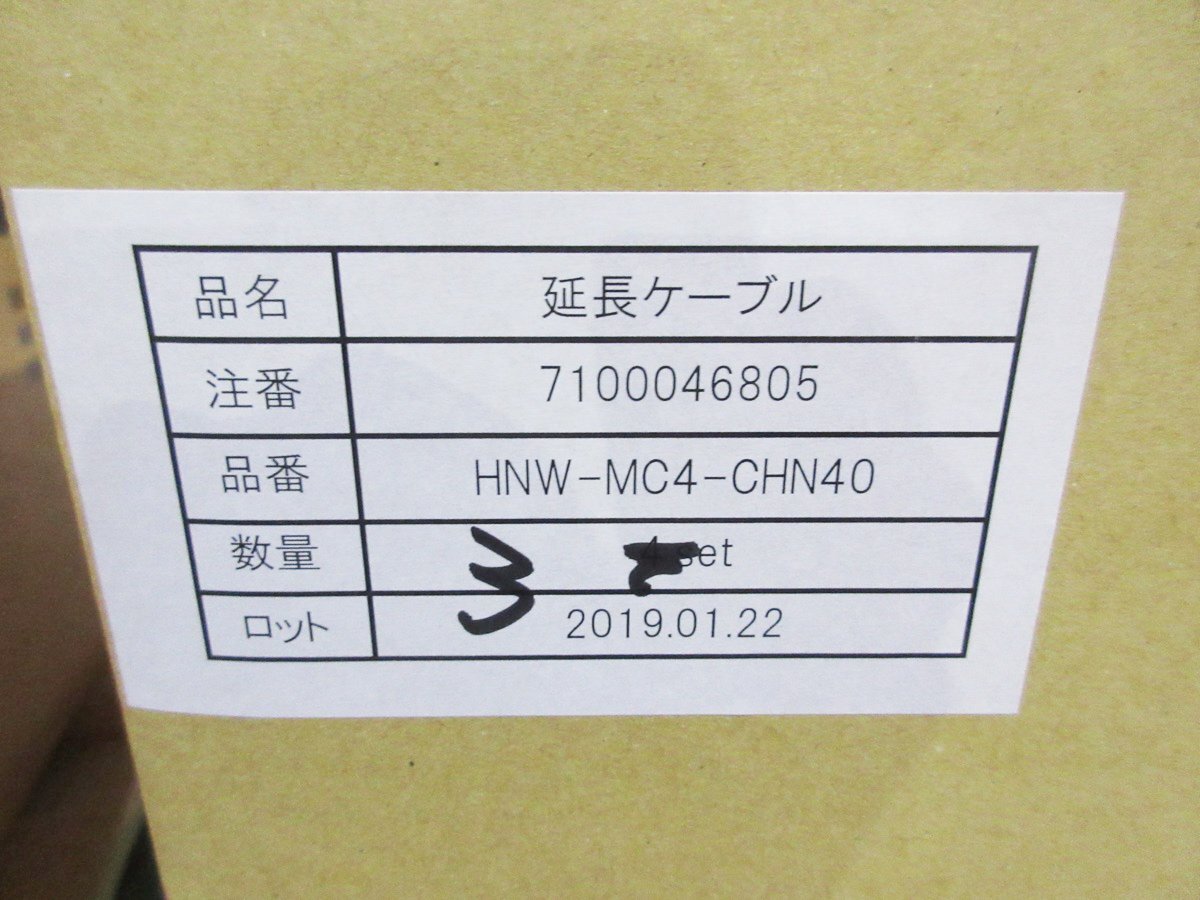 品名 延長ケーブル
注番 7100046805
品番 HNW-MC4-CHN40
数量 3 4 set
ロット 2019.01.22